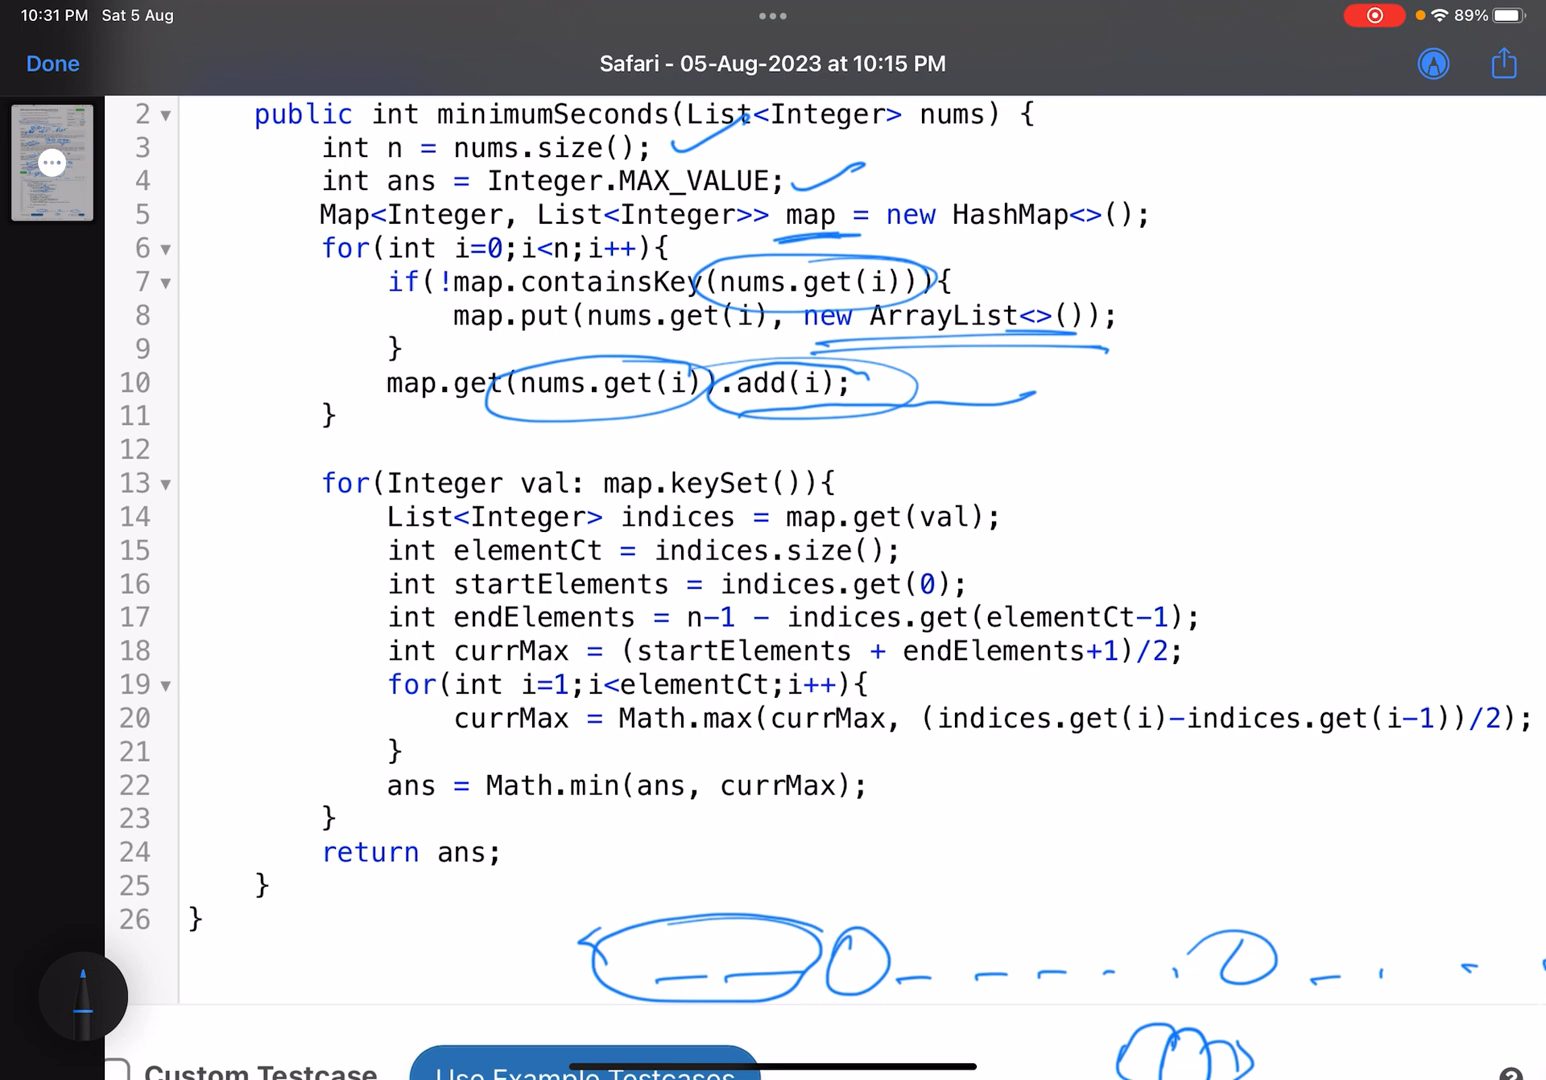 10:31 PM Sat 5 Aug
89%
Done
Safari - 05-Aug-2023 at 10:15 PM
2 public int minimumSeconds(List<Integer> nums) {
3 int n = nums.size();
4 int ans = Integer.MAX_VALUE;
5 Map<Integer, List<Integer>> map = new HashMap<>();
6 for(int i=0;i<n;i++){
7 if(!map.containsKey(nums.get(i))){
8 map.put(nums.get(i), new ArrayList<>());
9 }
10 map.get(nums.get(i)).add(i);
11 }
12
13 for(Integer val: map.keySet()){
14 List<Integer> indices = map.get(val);
15 int elementCt = indices.size();
16 int startElements = indices.get(0);
17 int endElements = n-1 - indices.get(elementCt-1);
18 int currMax = (startElements + endElements+1)/2;
19 for(int i=1;i<elementCt;i++){
20 currMax = Math.max(currMax, (indices.get(i)-indices.get(i-1))/2);
21 }
22 ans = Math.min(ans, currMax);
23 }
24 return ans;
25 }
26 }
Custom Testcase
Use Example Testcases